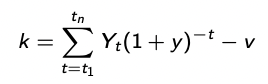 k = \sum_{t=t_1}^{t_n} Y_t(1 + y)^{-t} - v